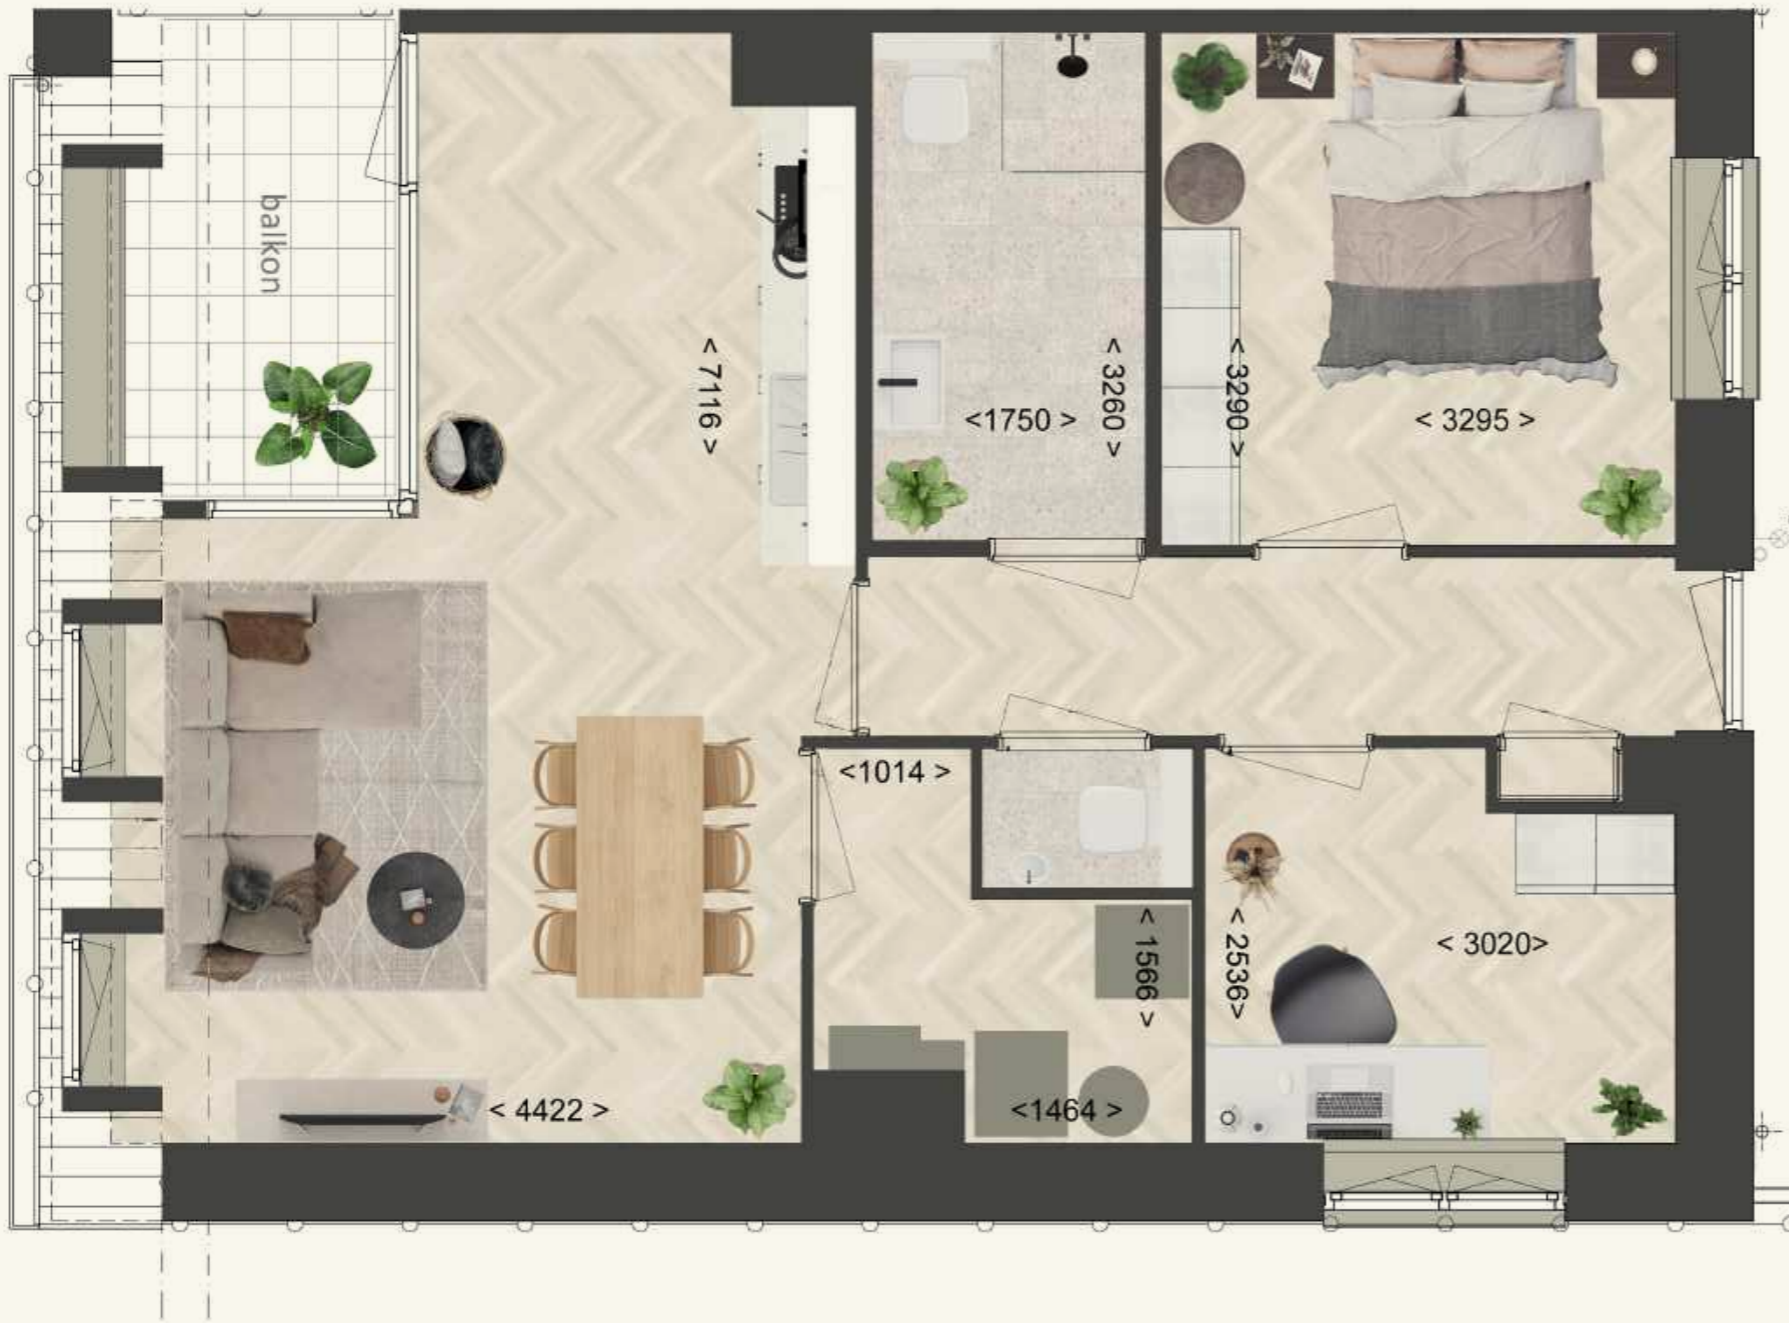 balkon
< 7116 >
<1750 >
< 3260 >
< 3290 >
< 3295 >
<1014 >
< 1566 >
< 2536>
< 3020>
< 4422 >
<1464 >